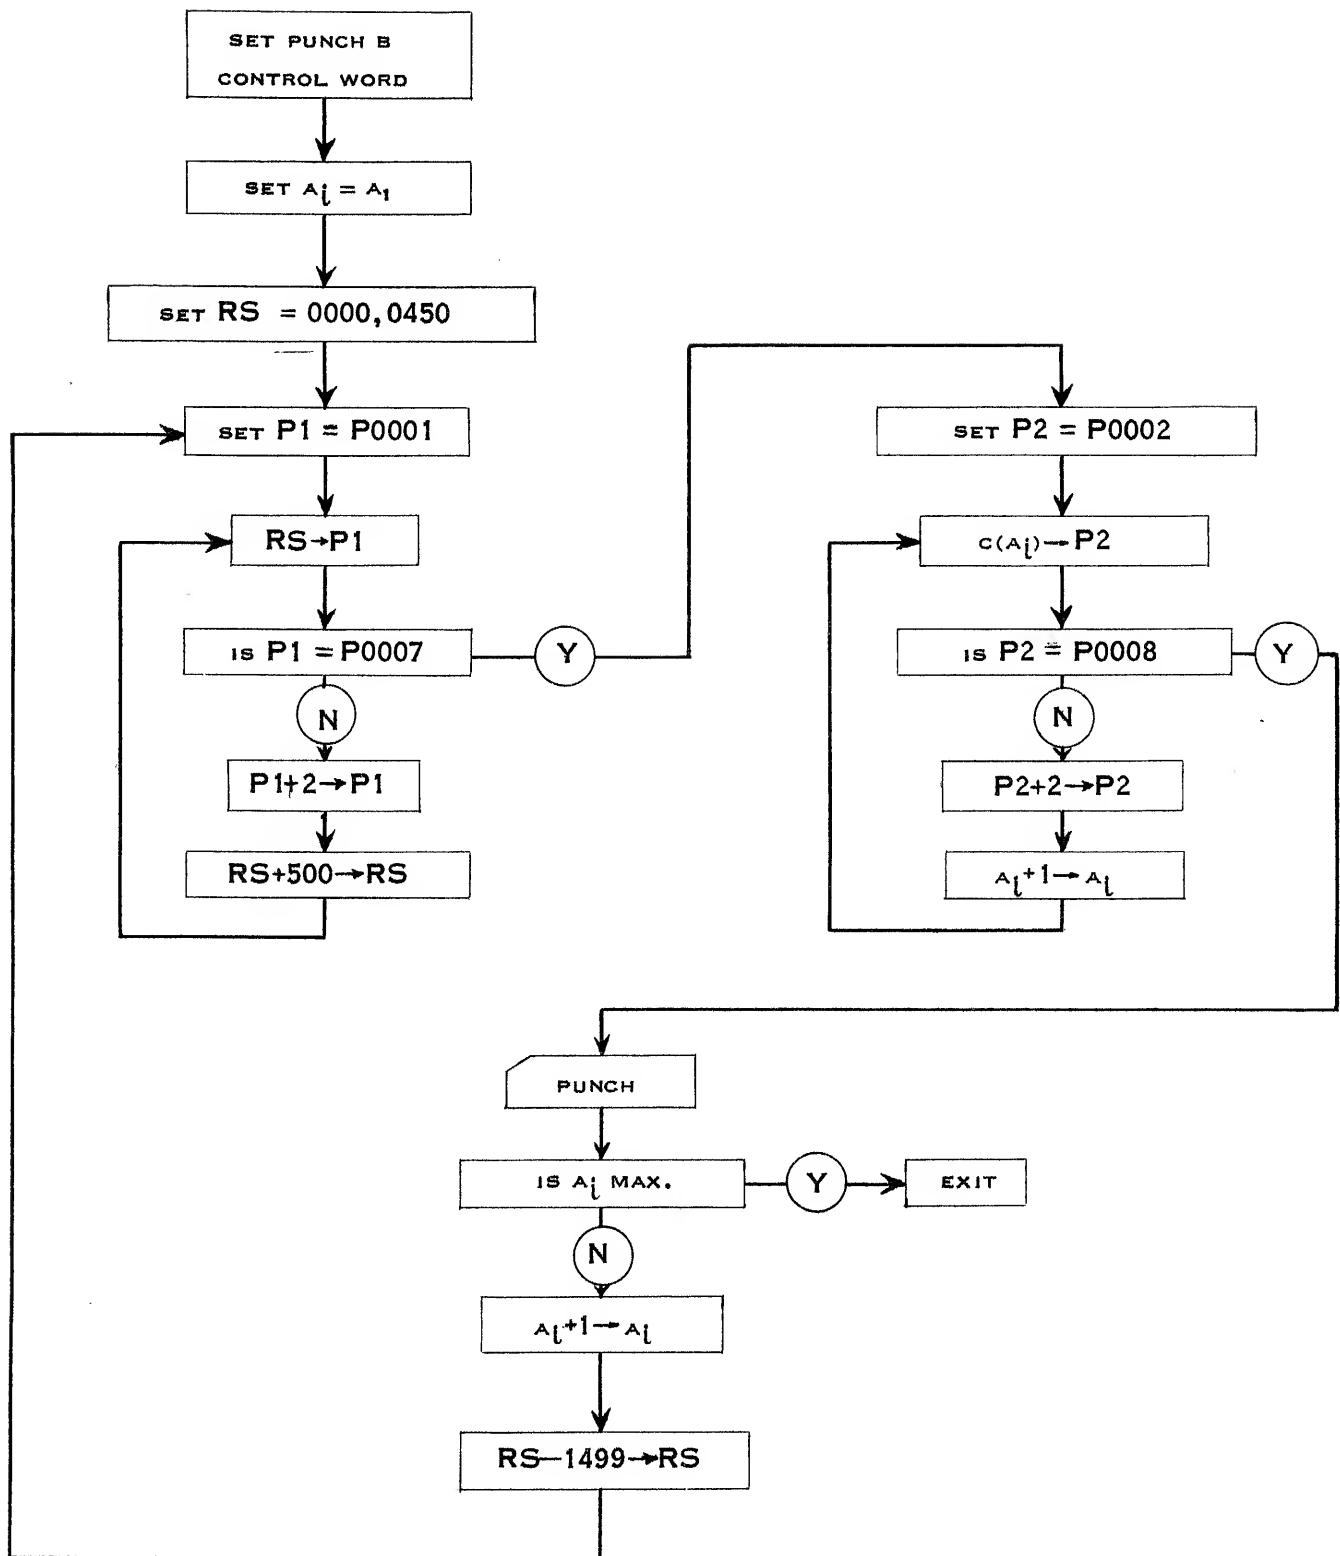 SET PUNCH B
CONTROL WORD
SET Ai = A1
SET RS = 0000,0450
SET P1 = P0001
RS→P1
IS P1 = P0007
Y
N
P1+2→P1
RS+500→RS
SET P2 = P0002
C(Ai)→P2
IS P2 = P0008
Y
N
P2+2→P2
Ai+1→Ai
PUNCH
IS Ai MAX.
Y
EXIT
N
Ai+1→Ai
RS—1499→RS